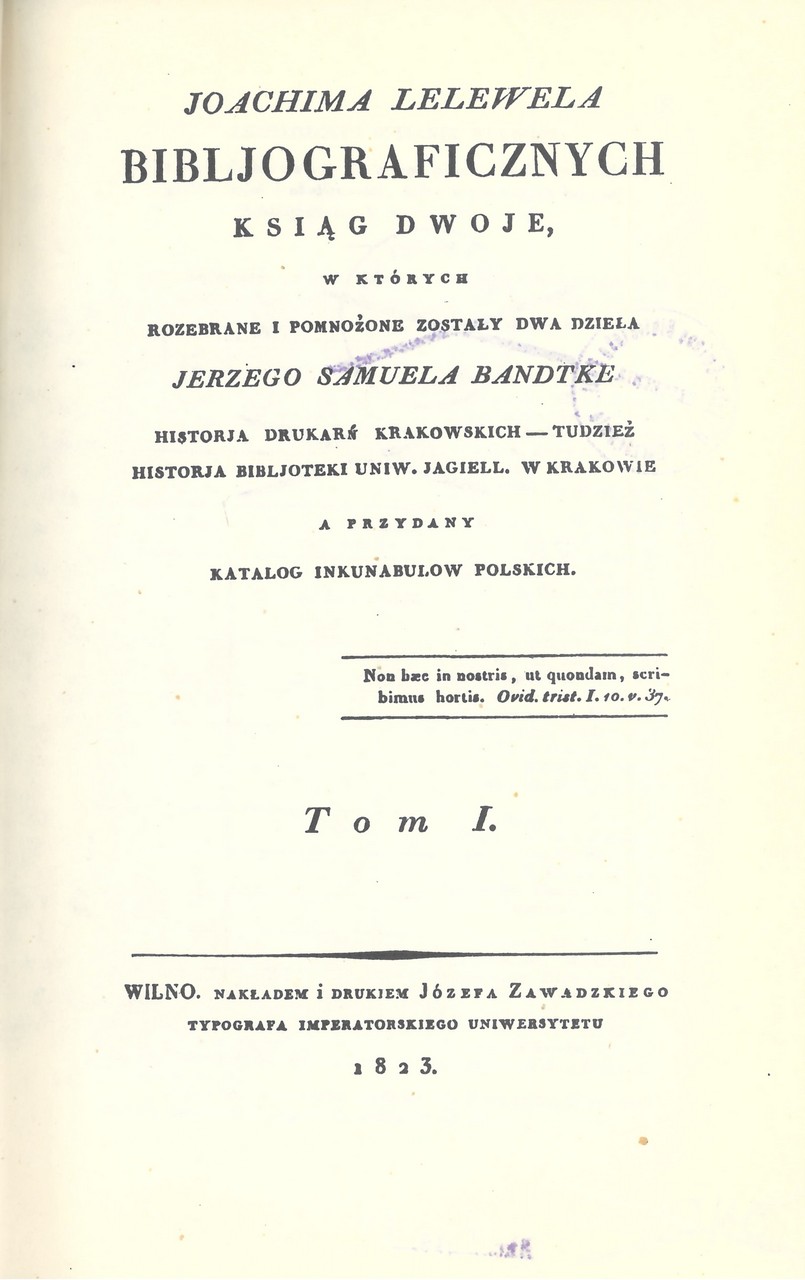 JOACHIMA LELEWELA
BIBLJOGRAFICZNYCH
KSIĄG DWOJE,
W KTÓRYCH
ROZEBRANE I POMNOŻONE ZOSTAŁY DWA DZIEŁA
JERZEGO SAMUELA BANDTKE
HISTORJA DRUKARŃ KRAKOWSKICH — TUDZIEŻ
HISTORJA BIBLJOTEKI UNIW. JAGIELL. W KRAKOWIE
A PRZYDANY
KATALOG INKUNABULOW POLSKICH.
Non hæc in nostris, ut quondam, scri-
bimus hortis. Ovid. trist. I. 10. v. 37.
Tom I.
WILNO. NAKŁADEM i DRUKIEM JÓZEFA ZAWADZKIEGO
TYPOGRAFA IMPERATORSKIEGO UNIWERSYTETU
1823.